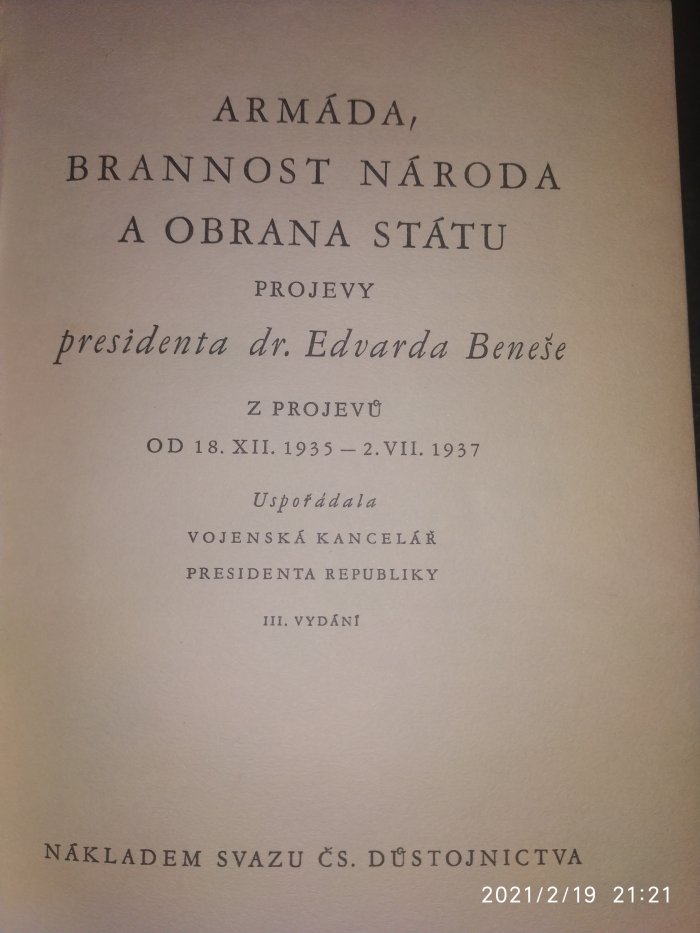 ARMÁDA,
BRANNOST NÁRODA
A OBRANA STÁTU
PROJEVY
presidenta dr. Edvarda Beneše
Z PROJEVŮ
OD 18. XII. 1935 — 2. VII. 1937
Uspořádala
VOJENSKÁ KANCELÁŘ
PRESIDENTA REPUBLIKY
III. VYDÁNÍ
NÁKLADEM SVAZU ČS. DŮSTOJNICTVA
2021/2/19 21:21